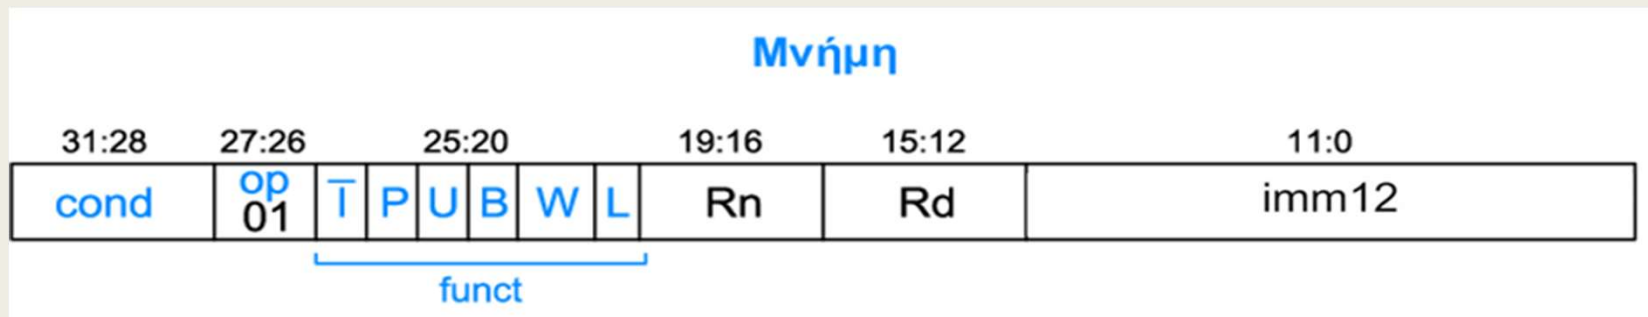 Μνήμη
31:28 27:26 25:20 19:16 15:12 11:0
cond op 01 I̅ P U B W L Rn Rd imm12
funct